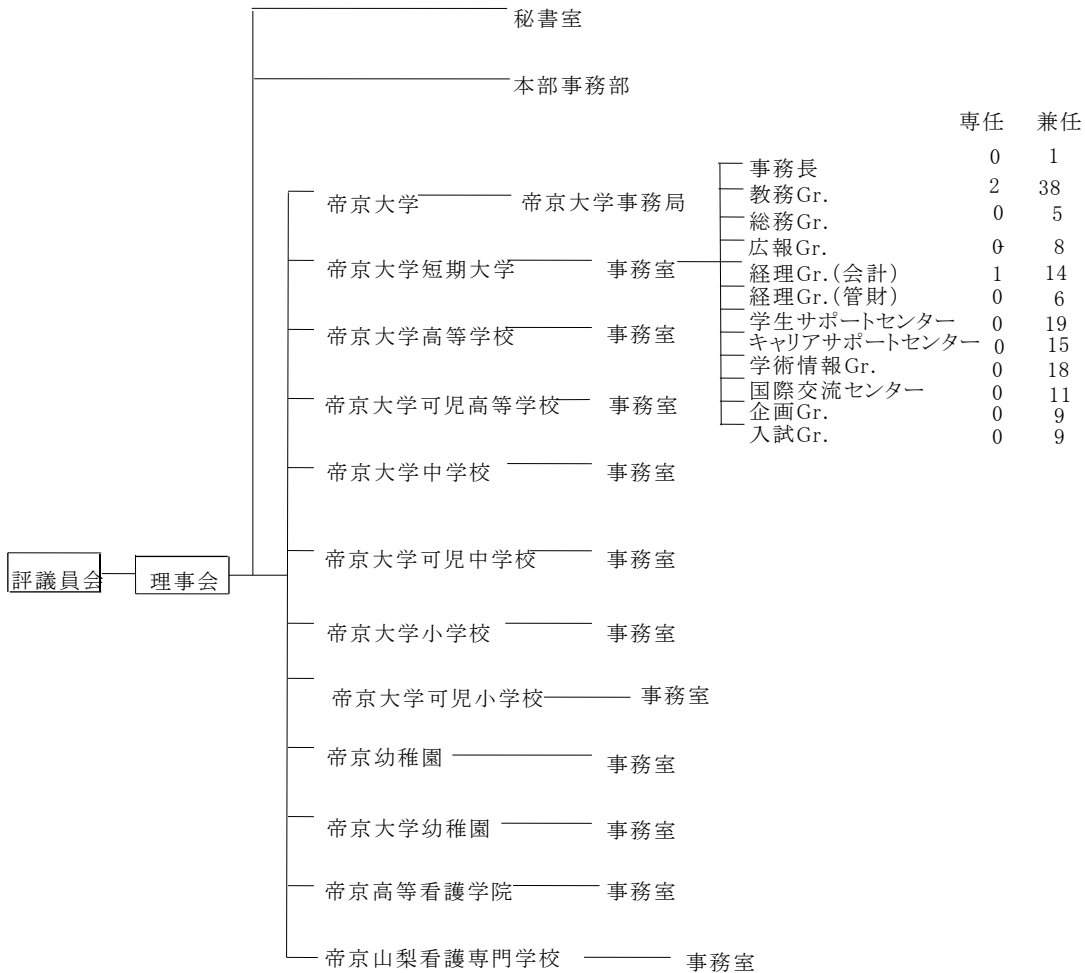 秘書室
本部事務部
専任 兼任
事務長 0 1
教務Gr. 2 38
総務Gr. 0 5
広報Gr. 0 8
経理Gr.(会計) 1 14
経理Gr.(管財) 0 6
学生サポートセンター 0 19
キャリアサポートセンター 0 15
学術情報Gr. 0 18
国際交流センター 0 11
企画Gr. 0 9
入試Gr. 0 9
帝京大学 帝京大学事務局
帝京大学短期大学 事務室
帝京大学高等学校 事務室
帝京大学可児高等学校 事務室
帝京大学中学校 事務室
帝京大学可児中学校 事務室
評議員会 理事会
帝京大学小学校 事務室
帝京大学可児小学校 事務室
帝京幼稚園 事務室
帝京大学幼稚園 事務室
帝京高等看護学院 事務室
帝京山梨看護専門学校 事務室